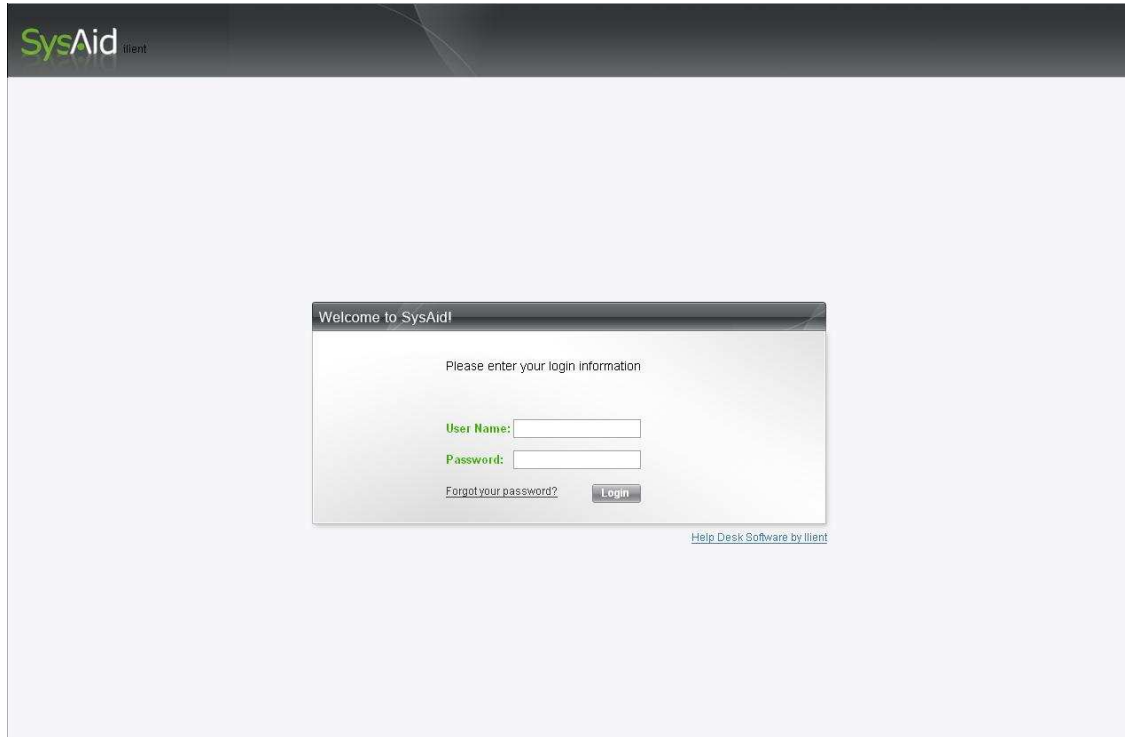 SysAid ilient
Welcome to SysAid!
Please enter your login information
User Name:
Password:
Forgot your password?
Login
Help Desk Software by Ilient